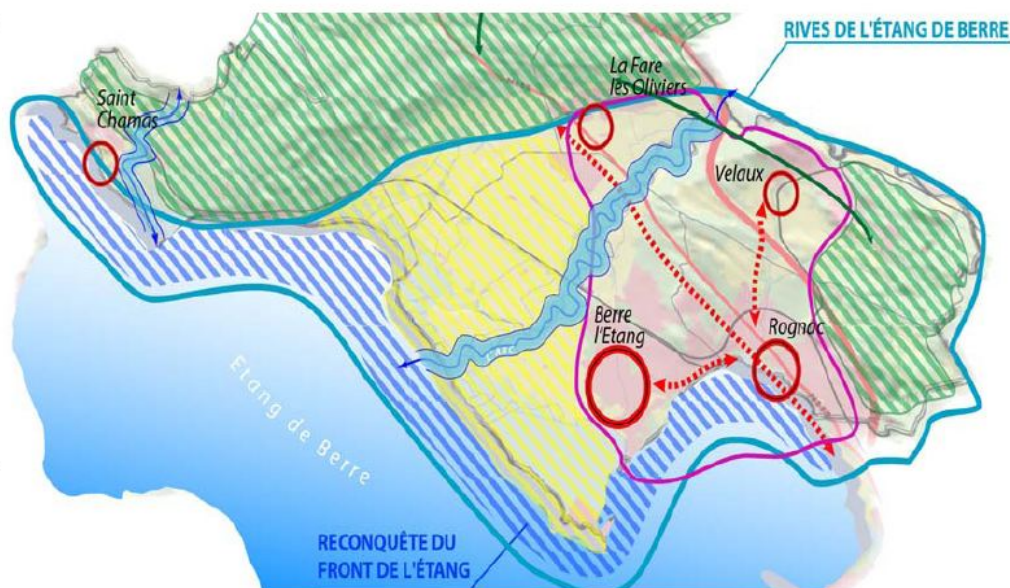 RIVES DE L'ÉTANG DE BERRE
La Fare
les Oliviers
Saint
Chamas
Velaux
Berre
l'Etang
Rognac
L'ARC
Etang de Berre
RECONQUÊTE DU
FRONT DE L'ÉTANG